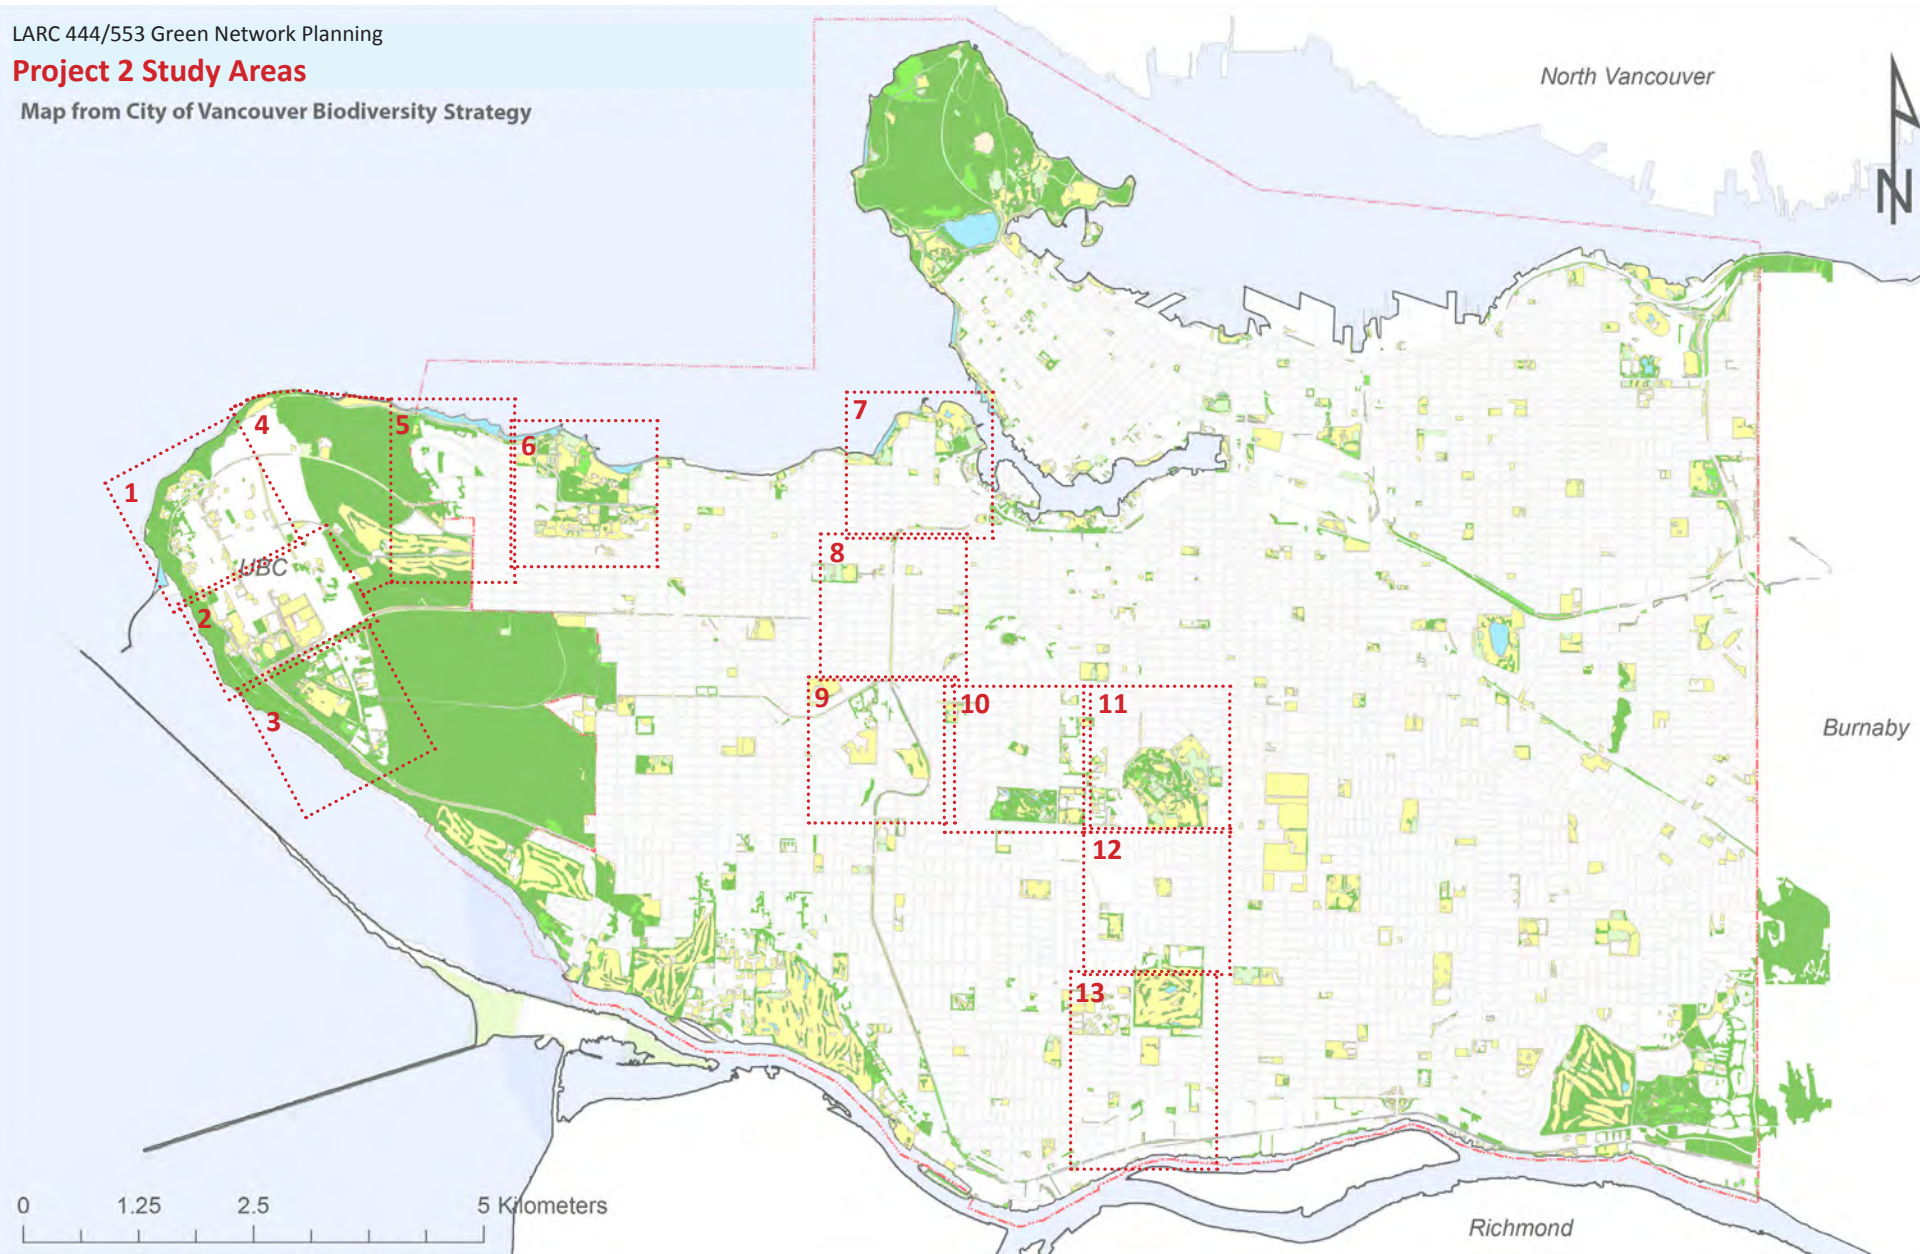 LARC 444/553 Green Network Planning
Project 2 Study Areas
Map from City of Vancouver Biodiversity Strategy
North Vancouver
N
1
2
3
4
5
6
7
8
9
10
11
12
13
UBC
Burnaby
Richmond
0 1.25 2.5 5 Kilometers